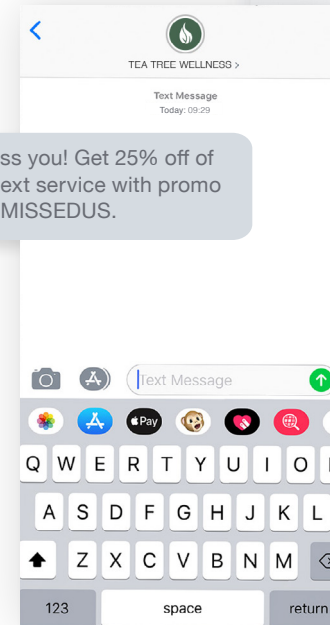 TEA TREE WELLNESS >
Text Message
Today: 09:29
ss you! Get 25% off of
ext service with promo
MISSEDUS.
Text Message
Pay
Q W E R T Y U I O
A S D F G H J K L
Z X C V B N M
123 space return